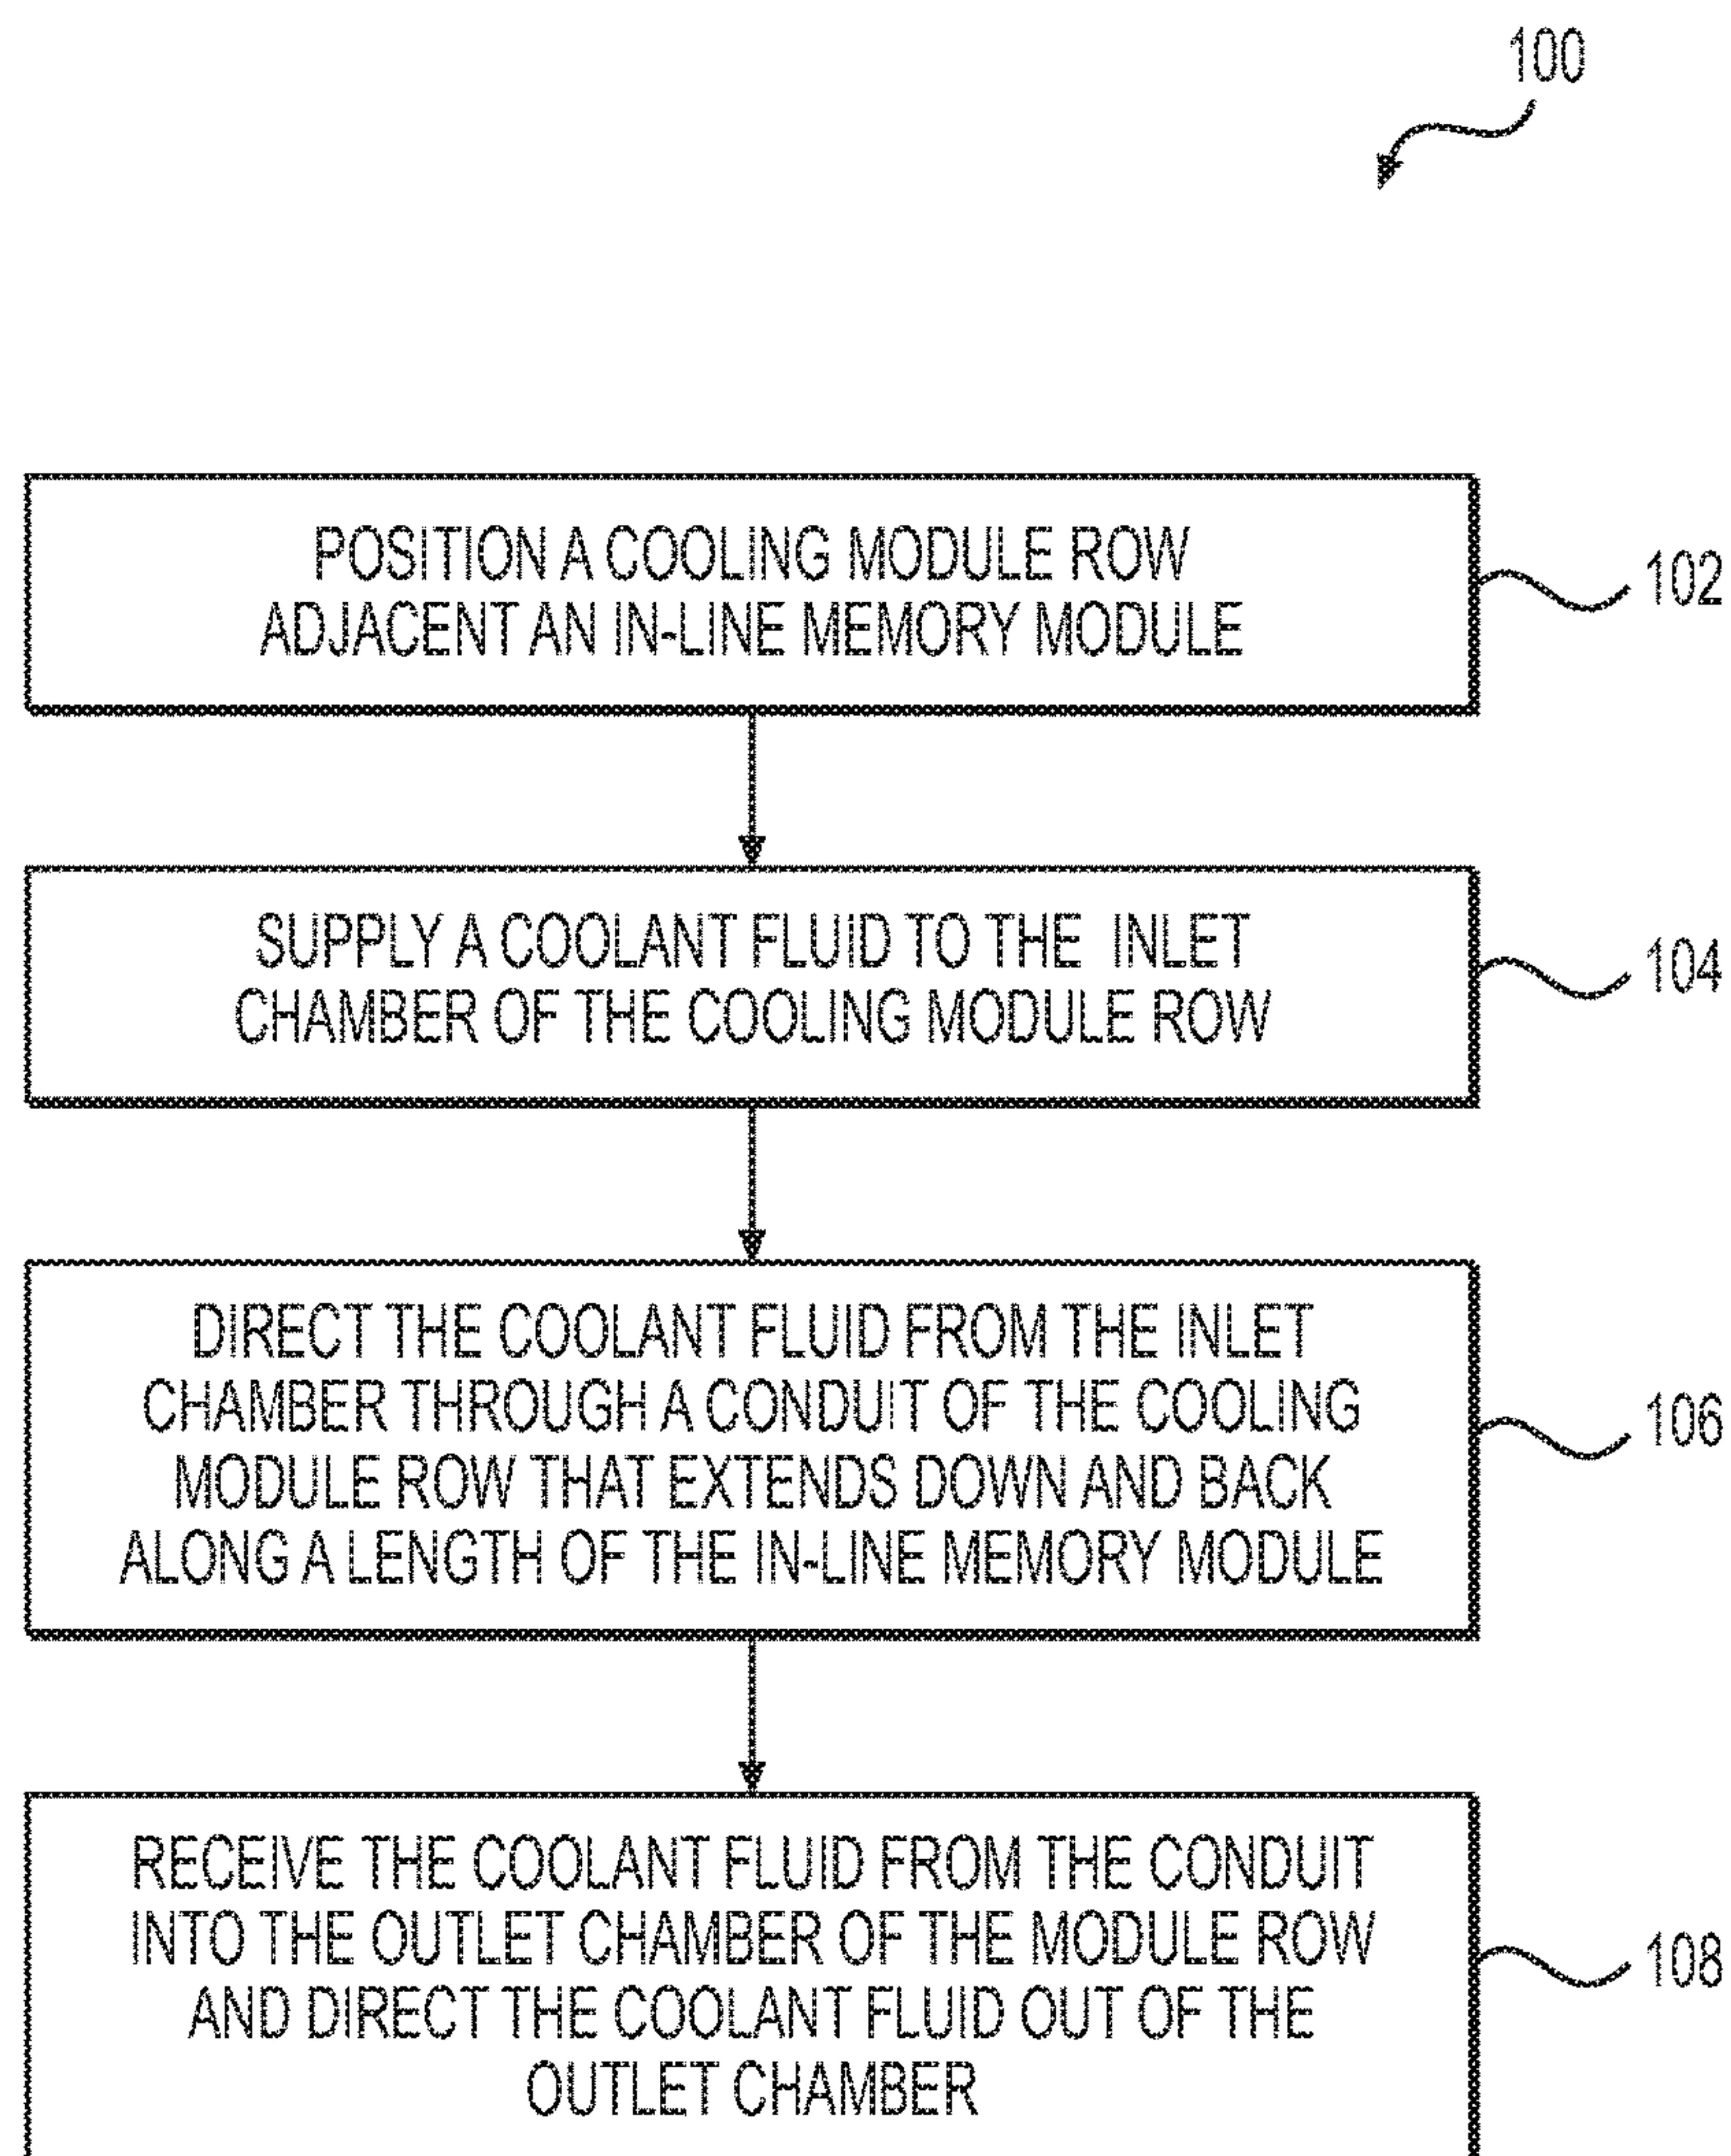 100
POSITION A COOLING MODULE ROW
ADJACENT AN IN-LINE MEMORY MODULE
102
SUPPLY A COOLANT FLUID TO THE INLET
CHAMBER OF THE COOLING MODULE ROW
104
DIRECT THE COOLANT FLUID FROM THE INLET
CHAMBER THROUGH A CONDUIT OF THE COOLING
MODULE ROW THAT EXTENDS DOWN AND BACK
ALONG A LENGTH OF THE IN-LINE MEMORY MODULE
106
RECEIVE THE COOLANT FLUID FROM THE CONDUIT
INTO THE OUTLET CHAMBER OF THE MODULE ROW
AND DIRECT THE COOLANT FLUID OUT OF THE
OUTLET CHAMBER
108